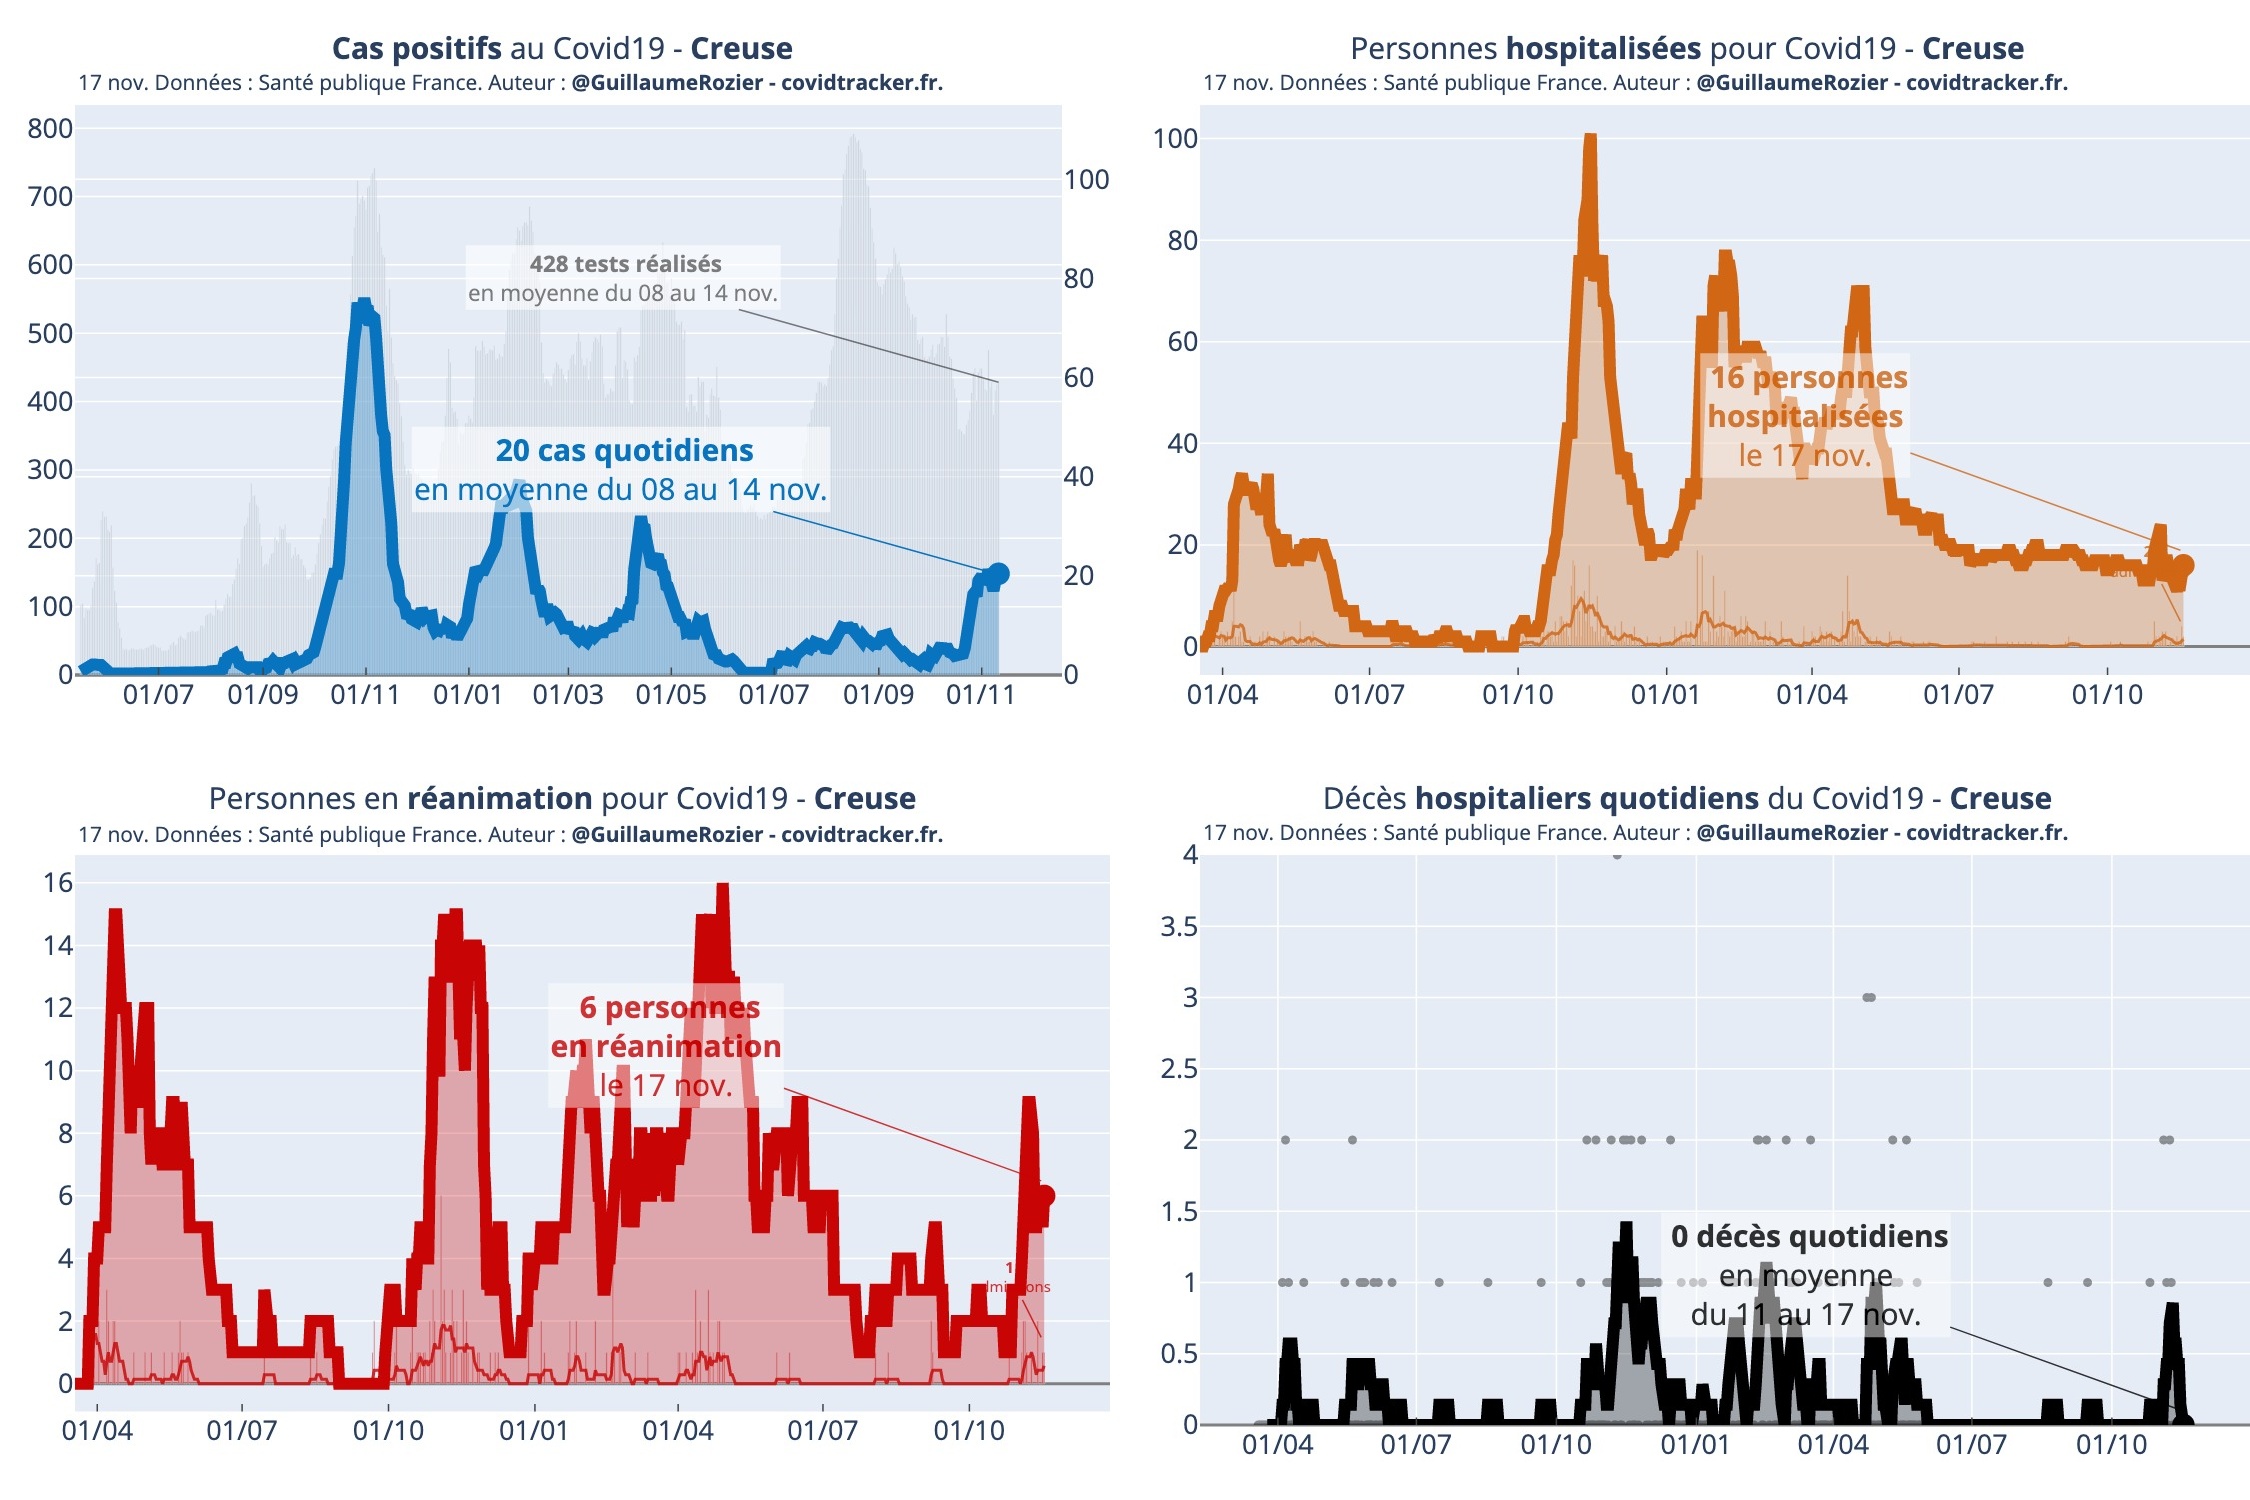 Cas positifs au Covid19 - Creuse
17 nov. Données : Santé publique France. Auteur : @GuillaumeRozier - covidtracker.fr.
800
700
600
500
400
300
200
100
0
100
80
60
40
20
0
428 tests réalisés
en moyenne du 08 au 14 nov.
20 cas quotidiens
en moyenne du 08 au 14 nov.
01/07 01/09 01/11 01/01 01/03 01/05 01/07 01/09 01/11
Personnes hospitalisées pour Covid19 - Creuse
17 nov. Données : Santé publique France. Auteur : @GuillaumeRozier - covidtracker.fr.
100
80
60
40
20
0
16 personnes
hospitalisées
le 17 nov.
01/04 01/07 01/10 01/01 01/04 01/07 01/10
Personnes en réanimation pour Covid19 - Creuse
17 nov. Données : Santé publique France. Auteur : @GuillaumeRozier - covidtracker.fr.
16
14
12
10
8
6
4
2
0
6 personnes
en réanimation
le 17 nov.
1
01/04 01/07 01/10 01/01 01/04 01/07 01/10
Décès hospitaliers quotidiens du Covid19 - Creuse
17 nov. Données : Santé publique France. Auteur : @GuillaumeRozier - covidtracker.fr.
4
3.5
3
2.5
2
1.5
1
0.5
0
0 décès quotidiens
en moyenne
du 11 au 17 nov.
01/04 01/07 01/10 01/01 01/04 01/07 01/10